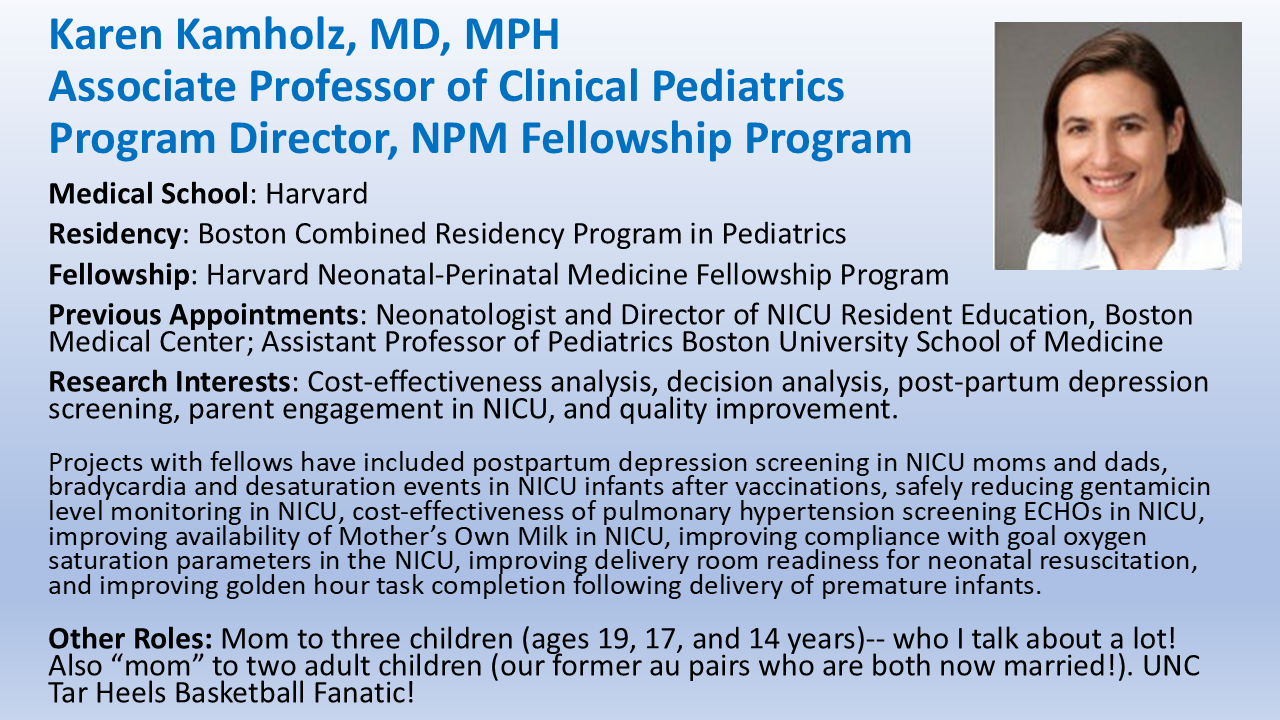 Karen Kamholz, MD, MPH
Associate Professor of Clinical Pediatrics
Program Director, NPM Fellowship Program
Medical School: Harvard
Residency: Boston Combined Residency Program in Pediatrics
Fellowship: Harvard Neonatal-Perinatal Medicine Fellowship Program
Previous Appointments: Neonatologist and Director of NICU Resident Education, Boston
Medical Center; Assistant Professor of Pediatrics Boston University School of Medicine
Research Interests: Cost-effectiveness analysis, decision analysis, post-partum depression
screening, parent engagement in NICU, and quality improvement.
Projects with fellows have included postpartum depression screening in NICU moms and dads,
bradycardia and desaturation events in NICU infants after vaccinations, safely reducing gentamicin
level monitoring in NICU, cost-effectiveness of pulmonary hypertension screening ECHOs in NICU,
improving availability of Mother’s Own Milk in NICU, improving compliance with goal oxygen
saturation parameters in the NICU, improving delivery room readiness for neonatal resuscitation,
and improving golden hour task completion following delivery of premature infants.
Other Roles: Mom to three children (ages 19, 17, and 14 years)-- who I talk about a lot!
Also “mom” to two adult children (our former au pairs who are both now married!). UNC
Tar Heels Basketball Fanatic!